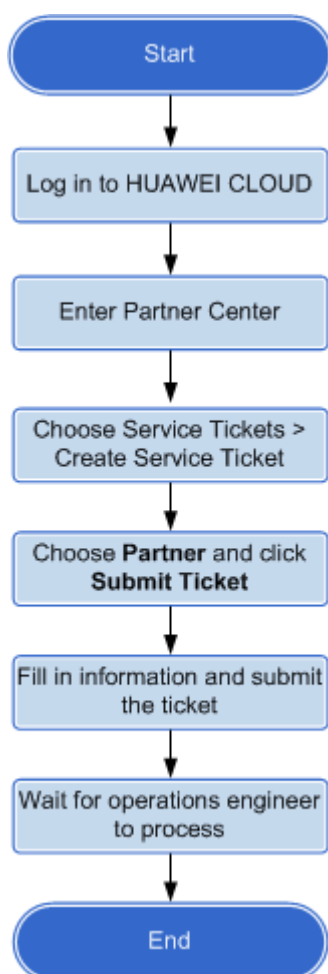 Start
Log in to HUAWEI CLOUD
Enter Partner Center
Choose Service Tickets >
Create Service Ticket
Choose Partner and click
Submit Ticket
Fill in information and submit
the ticket
Wait for operations engineer
to process
End